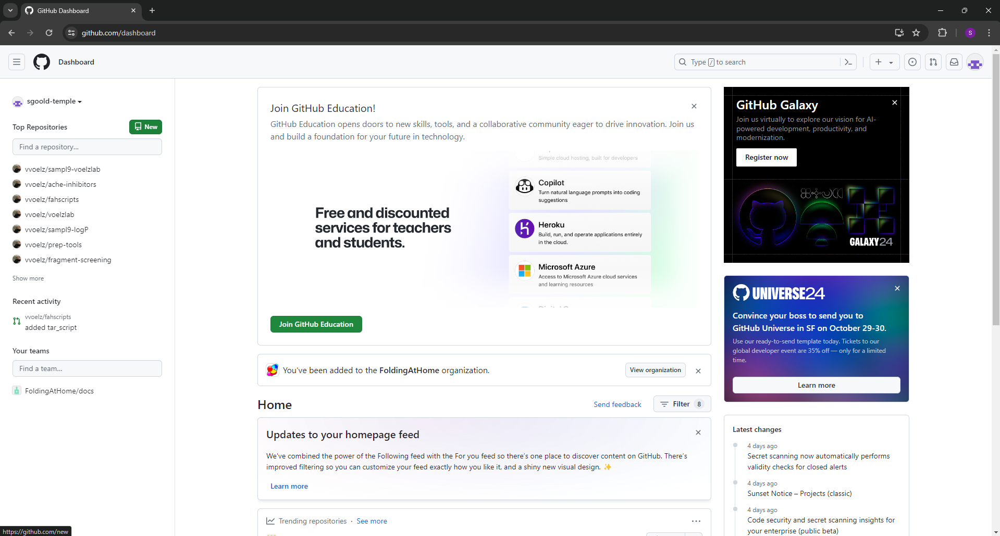 GitHub Dashboard
github.com/dashboard
S
Dashboard
Type / to search
sgoold-temple
Top Repositories
New
Find a repository...
vvoelz/sampl9-voelzlab
vvoelz/ache-inhibitors
vvoelz/fahscripts
vvoelz/voelzlab
vvoelz/sampl9-logP
vvoelz/prep-tools
vvoelz/fragment-screening
Show more
Recent activity
vvoelz/fahscripts
added tar_script
Your teams
Find a team...
FoldingAtHome/docs
https://github.com/new
Join GitHub Education!
GitHub Education opens doors to new skills, tools, and a collaborative community eager to drive innovation. Join us
and build a foundation for your future in technology.
Free and discounted
services for teachers
and students.
Simple cloud hosting, built for developers
Copilot
Turn natural language prompts into coding
suggestions
Heroku
Build, run, and operate applications entirely
in the cloud.
Microsoft Azure
Access to Microsoft Azure cloud services
and learning resources
Join GitHub Education
You've been added to the FoldingAtHome organization.
View organization
Home
Send feedback
Filter 8
Updates to your homepage feed
We've combined the power of the Following feed with the For you feed so there's one place to discover content on GitHub. There's
improved filtering so you can customize your feed exactly how you like it, and a shiny new visual design. ✨
Learn more
Trending repositories · See more
GitHub Galaxy
Join us virtually to explore our vision for AI-
powered development, productivity, and
modernization.
Register now
GALAXY24
UNIVERSE24
Convince your boss to send you to
GitHub Universe in SF on October 29-30.
Use our ready-to-send template today. Tickets to our
global developer event are 35% off — only for a limited
time.
Learn more
Latest changes
4 days ago
Secret scanning now automatically performs
validity checks for closed alerts
4 days ago
Sunset Notice – Projects (classic)
4 days ago
Code security and secret scanning insights for
your enterprise (public beta)